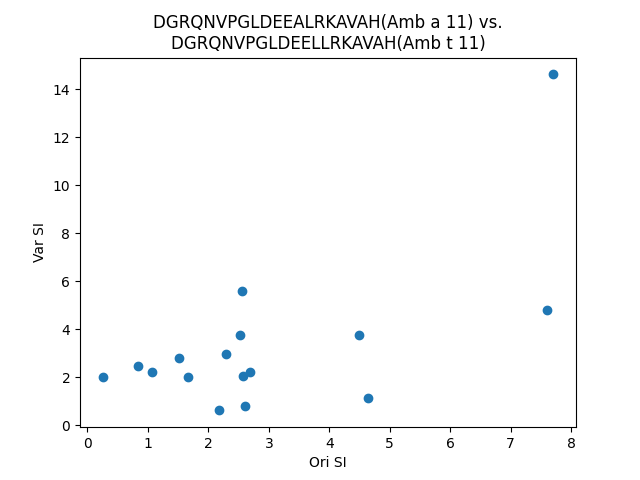 DGRQNVPGLDEEALRKAVAH(Amb a 11) vs.
DGRQNVPGLDEELLRKAVAH(Amb t 11)
14
12
10
8
6
4
2
0
Var SI
0 1 2 3 4 5 6 7 8
Ori SI